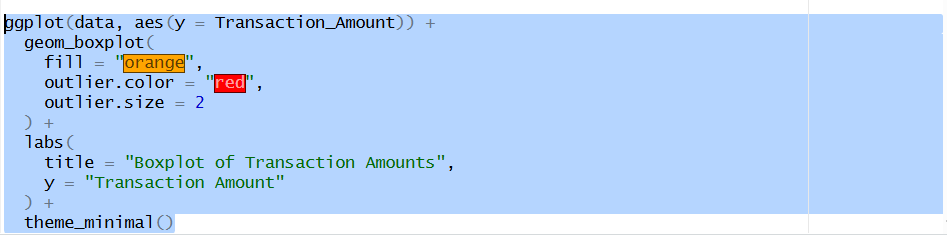 ggplot(data, aes(y = Transaction_Amount)) +
  geom_boxplot(
    fill = "orange",
    outlier.color = "red",
    outlier.size = 2
  ) +
  labs(
    title = "Boxplot of Transaction Amounts",
    y = "Transaction Amount"
  ) +
  theme_minimal()